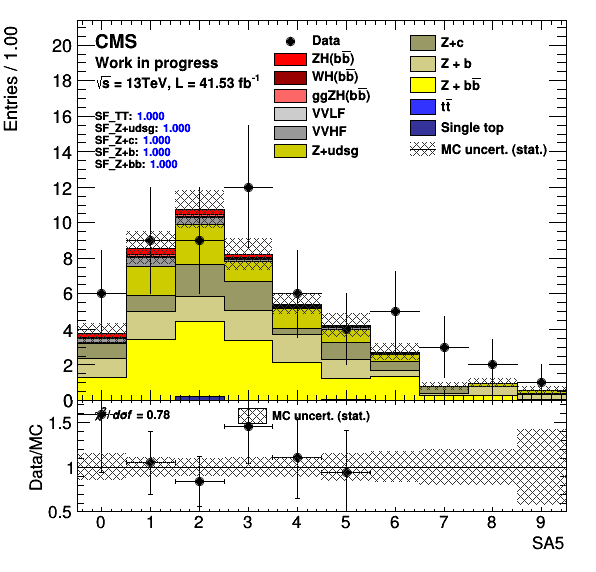 Entries / 1.00
CMS
Work in progress
√s = 13TeV, L = 41.53 fb⁻¹
SF_TT: 1.000
SF_Z+udsg: 1.000
SF_Z+c: 1.000
SF_Z+b: 1.000
SF_Z+bb: 1.000
Data
ZH(bb̅)
WH(bb̅)
ggZH(bb̅)
VVLF
VVHF
Z+udsg
Z+c
Z + b
Z + bb̅
tt̅
Single top
MC uncert. (stat.)
20
18
16
14
12
10
8
6
4
2
0
Data/MC
/dof = 0.78
MC uncert. (stat.)
1.5
1
0.5
0 1 2 3 4 5 6 7 8 9
SA5